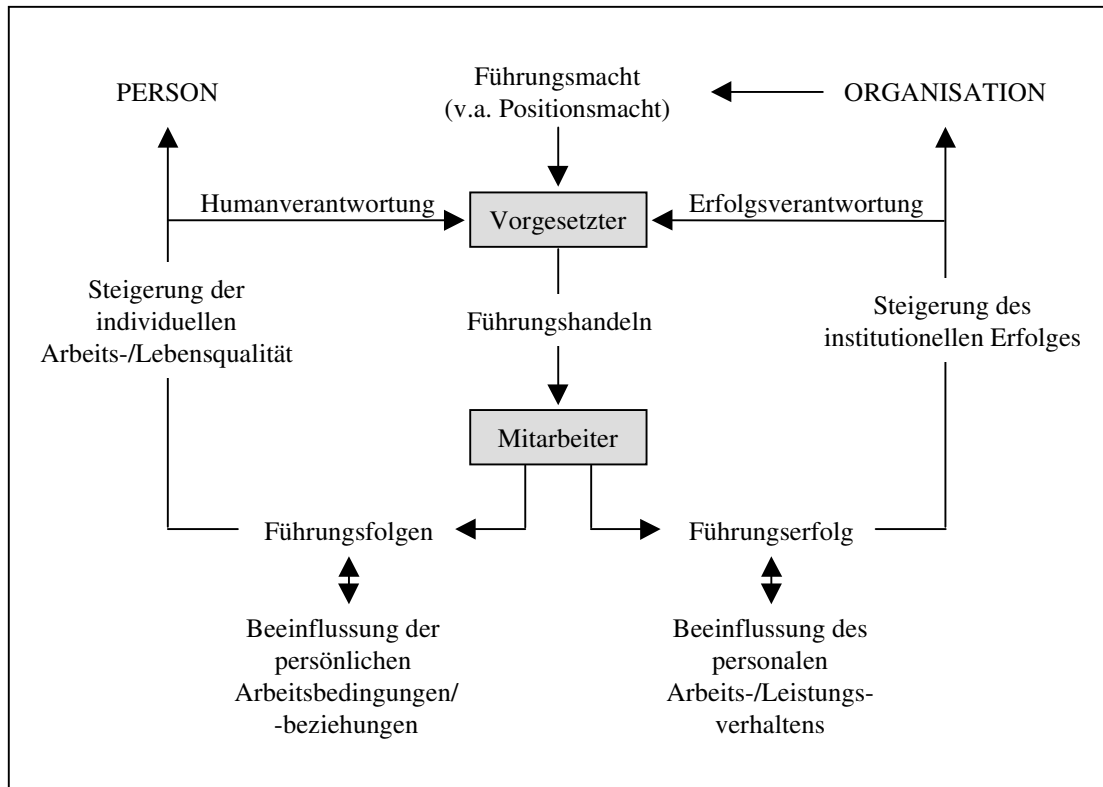 PERSON
Führungsmacht
(v.a. Positionsmacht)
ORGANISATION
Humanverantwortung
Vorgesetzter
Erfolgsverantwortung
Steigerung der
individuellen
Arbeits-/Lebensqualität
Führungshandeln
Steigerung des
institutionellen Erfolges
Mitarbeiter
Führungsfolgen
Führungserfolg
Beeinflussung der
persönlichen
Arbeitsbedingungen/
-beziehungen
Beeinflussung des
personalen
Arbeits-/Leistungs-
verhaltens